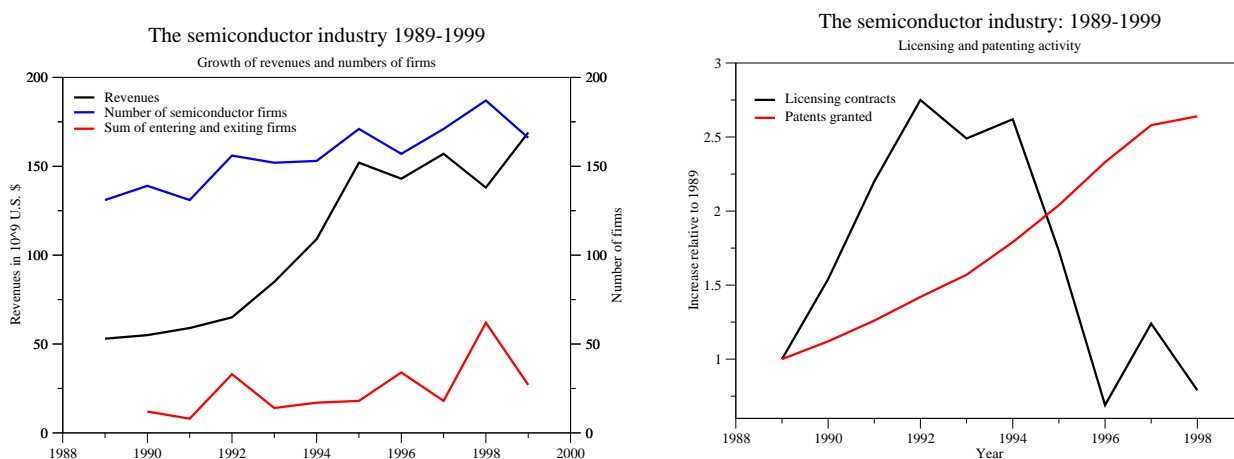 The semiconductor industry 1989-1999
Growth of revenues and numbers of firms
Revenues
Number of semiconductor firms
Sum of entering and exiting firms
Revenues in 10^9 U.S. $
200
150
100
50
0
200
150
100
50
0
Number of firms
1988 1990 1992 1994 1996 1998 2000
The semiconductor industry: 1989-1999
Licensing and patenting activity
Licensing contracts
Patents granted
Increase relative to 1989
3
2.5
2
1.5
1
1988 1990 1992 1994 1996 1998
Year